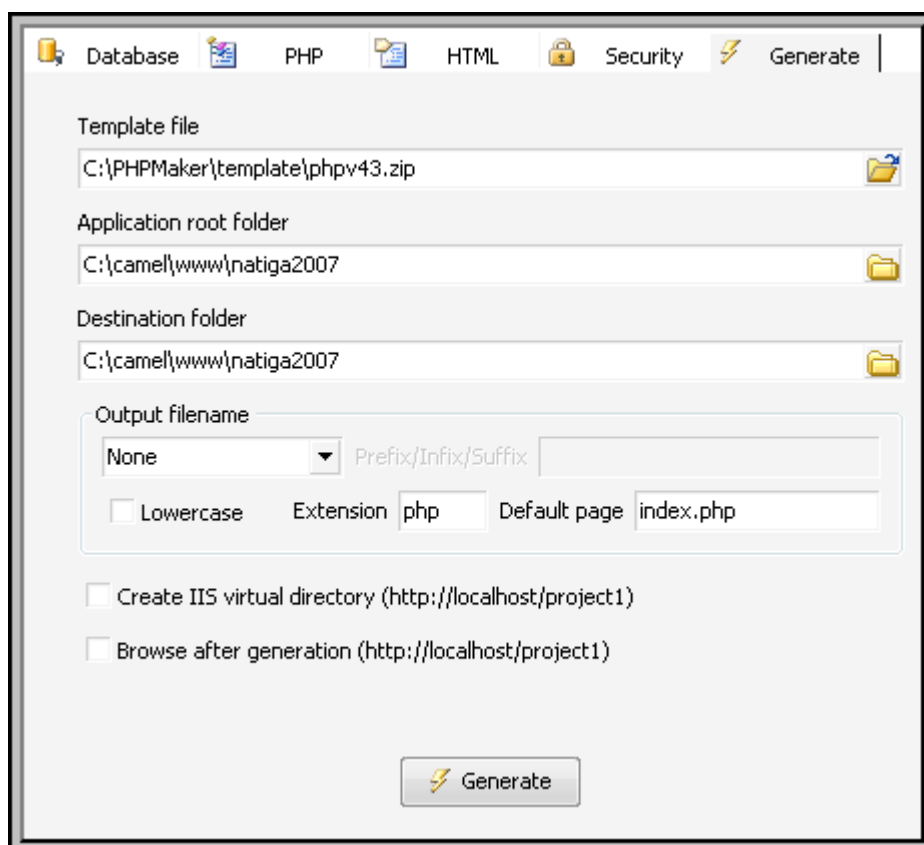 Database PHP HTML Security Generate
Template file
C:\PHPMaker\template\phpv43.zip
Application root folder
C:\camel\www\natiga2007
Destination folder
C:\camel\www\natiga2007
Output filename
None Prefix/Infix/Suffix
Lowercase Extension php Default page index.php
Create IIS virtual directory (http://localhost/project1)
Browse after generation (http://localhost/project1)
Generate